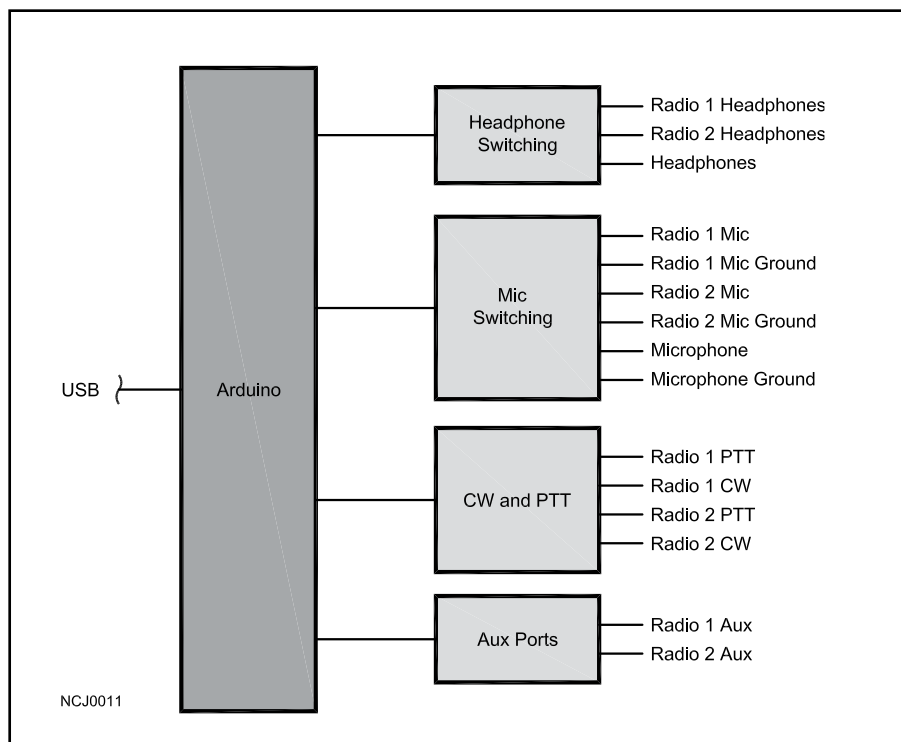 Headphone
Switching
Radio 1 Headphones
Radio 2 Headphones
Headphones
Mic
Switching
Radio 1 Mic
Radio 1 Mic Ground
Radio 2 Mic
Radio 2 Mic Ground
Microphone
Microphone Ground
USB
Arduino
CW and PTT
Radio 1 PTT
Radio 1 CW
Radio 2 PTT
Radio 2 CW
Aux Ports
Radio 1 Aux
Radio 2 Aux
NCJ0011